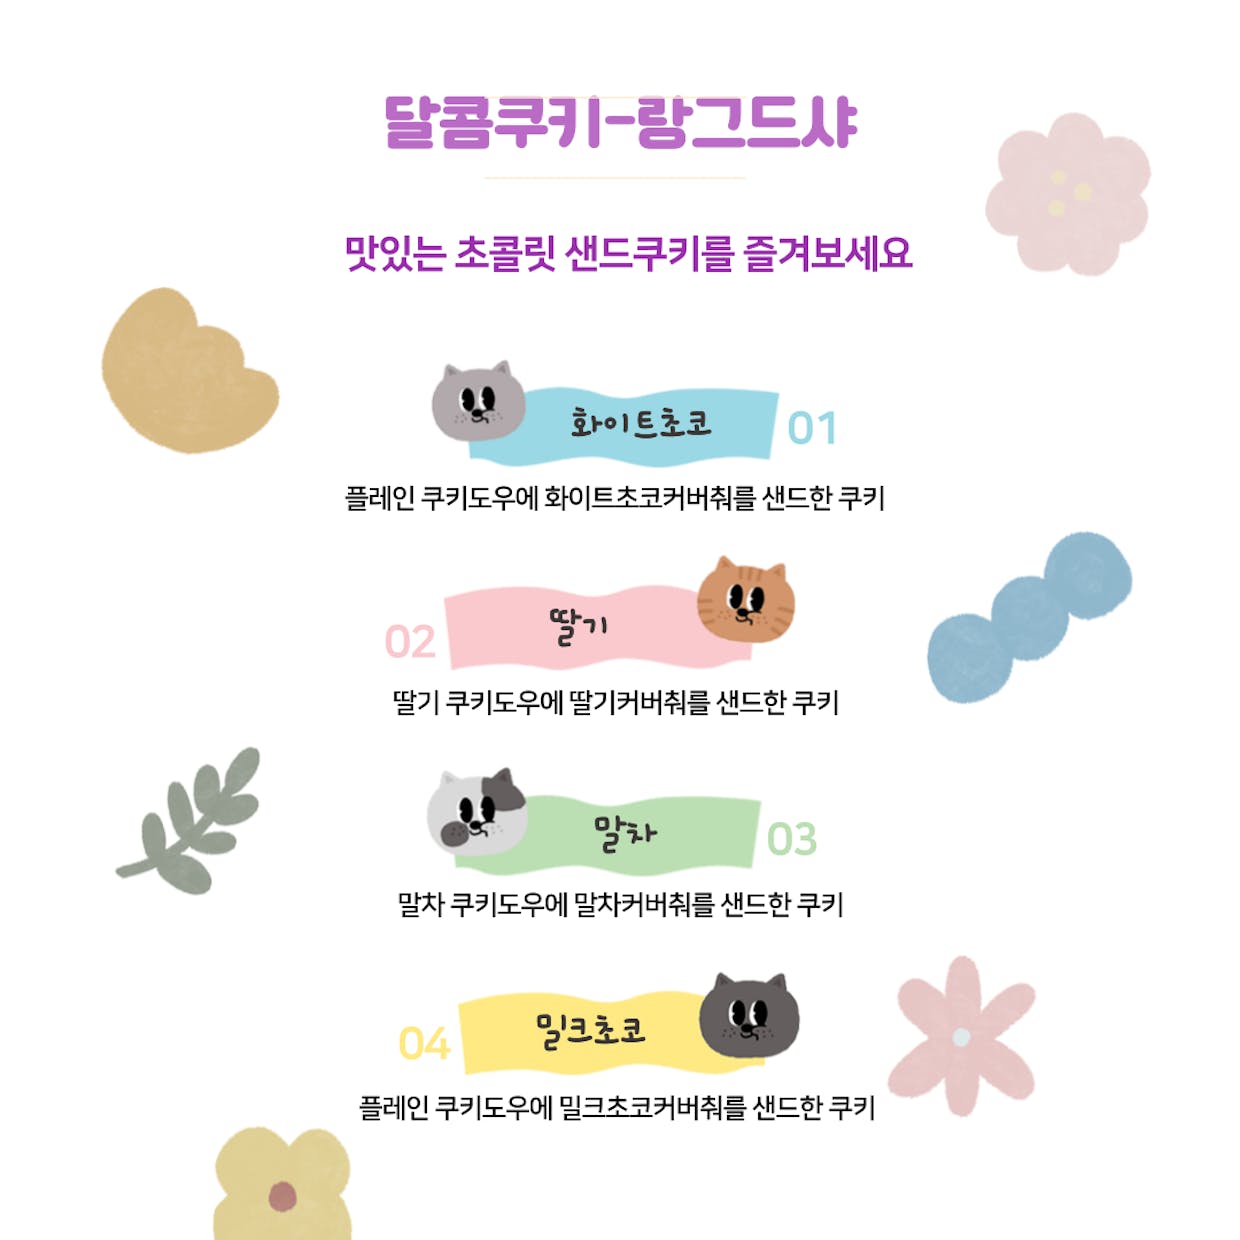 달콤쿠키-랑그드샤
맛있는 초콜릿 샌드쿠키를 즐겨보세요
화이트초코 01
플레인 쿠키도우에 화이트초코커버춰를 샌드한 쿠키
02 딸기
딸기 쿠키도우에 딸기커버춰를 샌드한 쿠키
말차 03
말차 쿠키도우에 말차커버춰를 샌드한 쿠키
04 밀크초코
플레인 쿠키도우에 밀크초코커버춰를 샌드한 쿠키